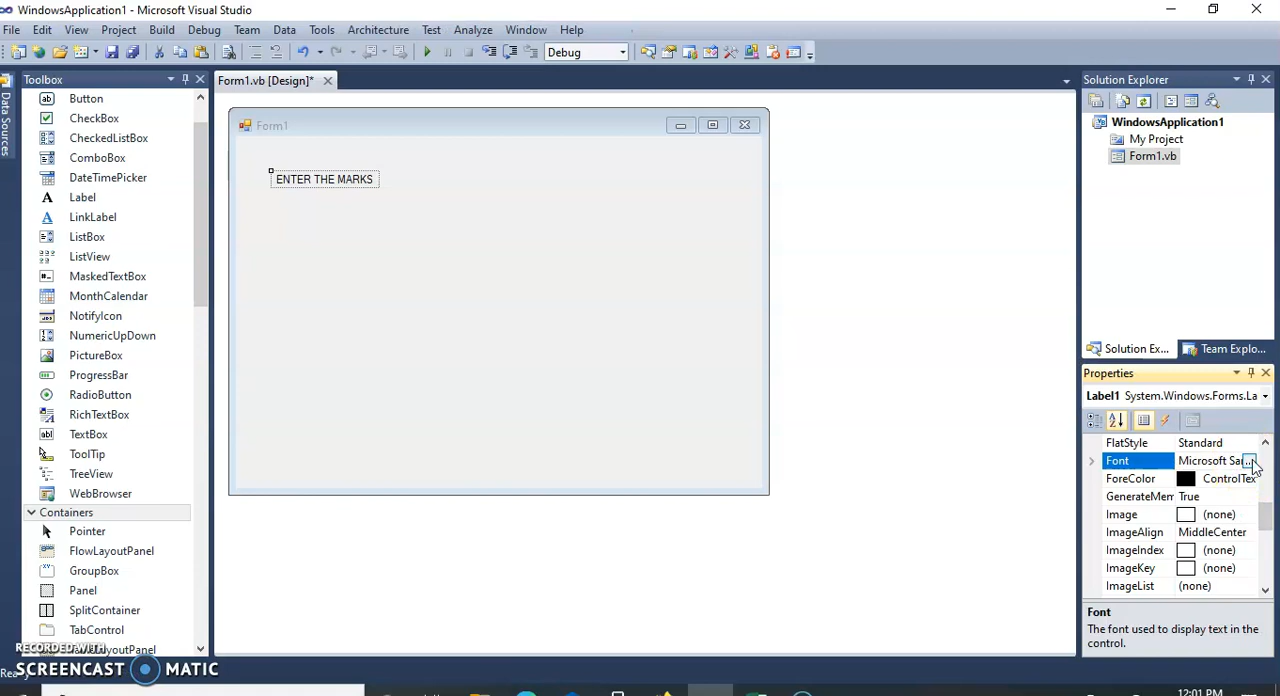 WindowsApplication1 - Microsoft Visual Studio
File Edit View Project Build Debug Team Data Tools Architecture Test Analyze Window Help
Debug
Data Sources
Toolbox
Button
CheckBox
CheckedListBox
ComboBox
DateTimePicker
Label
LinkLabel
ListBox
ListView
MaskedTextBox
MonthCalendar
NotifyIcon
NumericUpDown
PictureBox
ProgressBar
RadioButton
RichTextBox
TextBox
ToolTip
TreeView
WebBrowser
Containers
Pointer
FlowLayoutPanel
GroupBox
Panel
SplitContainer
TabControl
Form1.vb [Design]*
Form1
ENTER THE MARKS
Solution Explorer
WindowsApplication1
My Project
Form1.vb
Solution Ex... Team Explo...
Properties
Label1 System.Windows.Forms.La
FlatStyle Standard
Font Microsoft Sa
ForeColor ControlTex
GenerateMem True
Image (none)
ImageAlign MiddleCenter
ImageIndex (none)
ImageKey (none)
ImageList (none)
Font
The font used to display text in the
control.
RECORDED WITH
SCREENCAST MATIC
12:01 PM